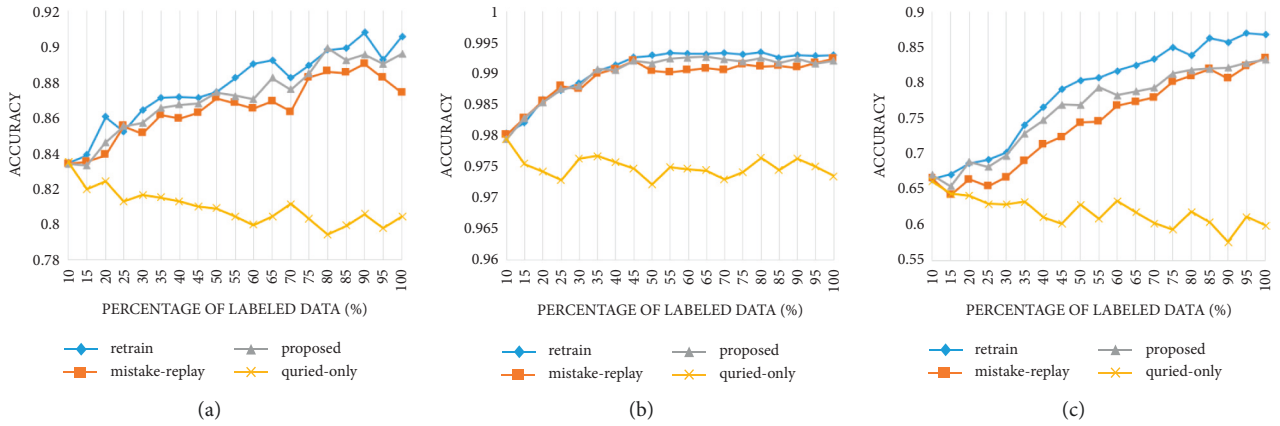 0.92
0.9
0.88
0.86
0.84
0.82
0.8
0.78
ACCURACY
10 15 20 25 30 35 40 45 50 55 60 65 70 75 80 85 90 95 100
PERCENTAGE OF LABELED DATA (%)
retrain proposed
mistake-replay quried-only
(a)
1
0.995
0.99
0.985
0.98
0.975
0.97
0.965
0.96
ACCURACY
10 15 20 25 30 35 40 45 50 55 60 65 70 75 80 85 90 95 100
PERCENTAGE OF LABELED DATA (%)
retrain proposed
mistake-replay quried-only
(b)
0.9
0.85
0.8
0.75
0.7
0.65
0.6
0.55
ACCURACY
10 15 20 25 30 35 40 45 50 55 60 65 70 75 80 85 90 95 100
PERCENTAGE OF LABELED DATA (%)
retrain proposed
mistake-replay quried-only
(c)